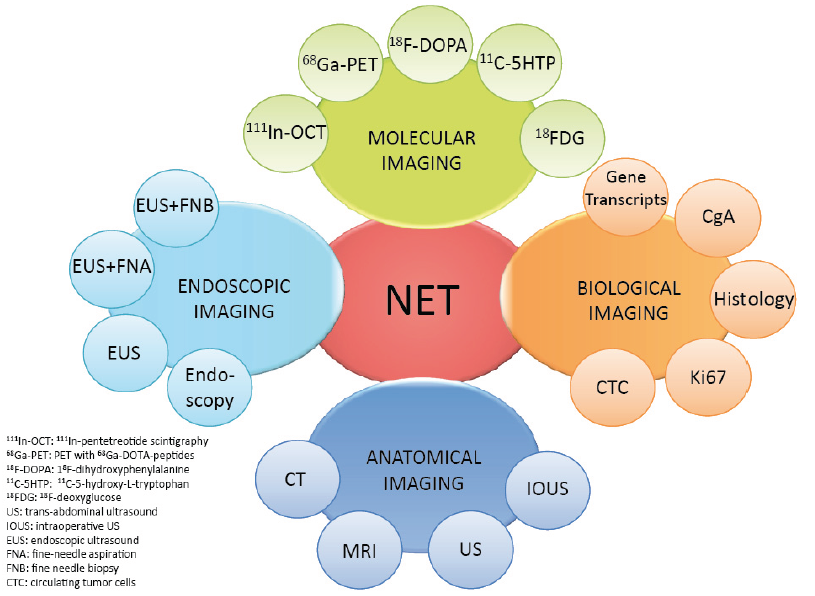 ¹⁸F-DOPA
⁶⁸Ga-PET
¹¹C-5HTP
¹¹¹In-OCT
¹⁸FDG
MOLECULAR
IMAGING
Gene
Transcripts
CgA
Histology
Ki67
CTC
BIOLOGICAL
IMAGING
EUS+FNB
EUS+FNA
EUS
Endo-
scopy
ENDOSCOPIC
IMAGING
NET
ANATOMICAL
IMAGING
CT
MRI
US
IOUS
¹¹¹In-OCT: ¹¹¹In-pentetreotide scintigraphy
⁶⁸Ga-PET: PET with ⁶⁸Ga-DOTA-peptides
¹⁸F-DOPA: 1⁸F-dihydroxyphenylalanine
¹¹C-5HTP: ¹¹C-5-hydroxy-L-tryptophan
¹⁸FDG: ¹⁸F-deoxyglucose
US: trans-abdominal ultrasound
IOUS: intraoperative US
EUS: endoscopic ultrasound
FNA: fine-needle aspiration
FNB: fine needle biopsy
CTC: circulating tumor cells